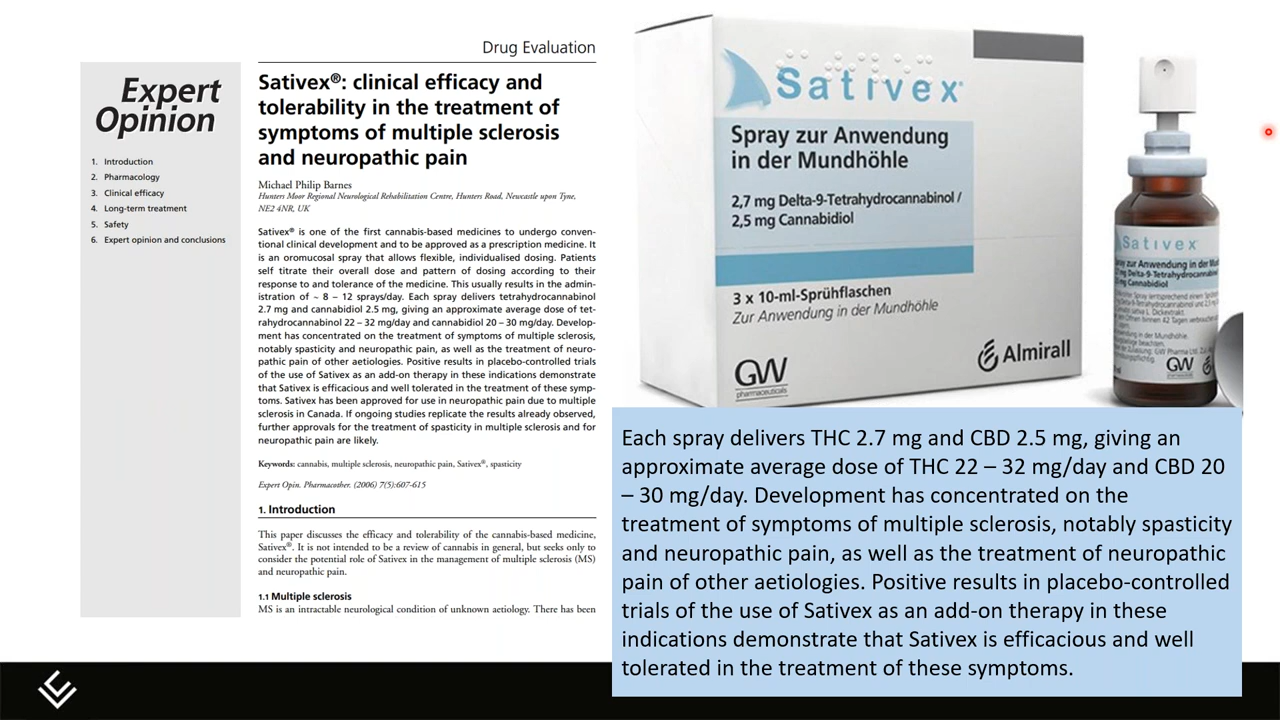 Drug Evaluation
Expert
Opinion
1. Introduction
2. Pharmacology
3. Clinical efficacy
4. Long-term treatment
5. Safety
6. Expert opinion and conclusions
Sativex®: clinical efficacy and
tolerability in the treatment of
symptoms of multiple sclerosis
and neuropathic pain
Michael Philip Barnes
Hunters Moor Regional Neurological Rehabilitation Centre, Hunters Road, Newcastle upon Tyne,
NE2 4NR, UK
Sativex® is one of the first cannabis-based medicines to undergo conven-
tional clinical development and to be approved as a prescription medicine. It
is an oromucosal spray that allows flexible, individualised dosing. Patients
self titrate their overall dose and pattern of dosing according to their
response to and tolerance of the medicine. This usually results in the admin-
istration of ~ 8 – 12 sprays/day. Each spray delivers tetrahydrocannabinol
2.7 mg and cannabidiol 2.5 mg, giving an approximate average dose of tet-
rahydrocannabinol 22 – 32 mg/day and cannabidiol 20 – 30 mg/day. Develop-
ment has concentrated on the treatment of symptoms of multiple sclerosis,
notably spasticity and neuropathic pain, as well as the treatment of neuro-
pathic pain of other aetiologies. Positive results in placebo-controlled trials
of the use of Sativex as an add-on therapy in these indications demonstrate
that Sativex is efficacious and well tolerated in the treatment of these symp-
toms. Sativex has been approved for use in neuropathic pain due to multiple
sclerosis in Canada. If ongoing studies replicate the results already observed,
further approvals for the treatment of spasticity in multiple sclerosis and for
neuropathic pain are likely.
Keywords: cannabis, multiple sclerosis, neuropathic pain, Sativex®, spasticity
Expert Opin. Pharmacother. (2006) 7(5):607-615
1. Introduction
This paper discusses the efficacy and tolerability of the cannabis-based medicine,
Sativex®. It is not intended to be a review of cannabis in general, but seeks only to
consider the potential role of Sativex in the management of multiple sclerosis (MS)
and neuropathic pain.
1.1 Multiple sclerosis
MS is an intractable neurological condition of unknown aetiology. There has been
Sativex®
Spray zur Anwendung
in der Mundhöhle
2,7 mg Delta-9-Tetrahydrocannabinol /
2,5 mg Cannabidiol
3 x 10-ml-Sprühflaschen
Zur Anwendung in der Mundhöhle
GW
pharmaceuticals
Almirall
Sativex
Spray zur Anwendung in der
Delta-9-Tetrahydrocannabinol
Cannabidiol
GW
Each spray delivers THC 2.7 mg and CBD 2.5 mg, giving an
approximate average dose of THC 22 – 32 mg/day and CBD 20
– 30 mg/day. Development has concentrated on the
treatment of symptoms of multiple sclerosis, notably spasticity
and neuropathic pain, as well as the treatment of neuropathic
pain of other aetiologies. Positive results in placebo-controlled
trials of the use of Sativex as an add-on therapy in these
indications demonstrate that Sativex is efficacious and well
tolerated in the treatment of these symptoms.